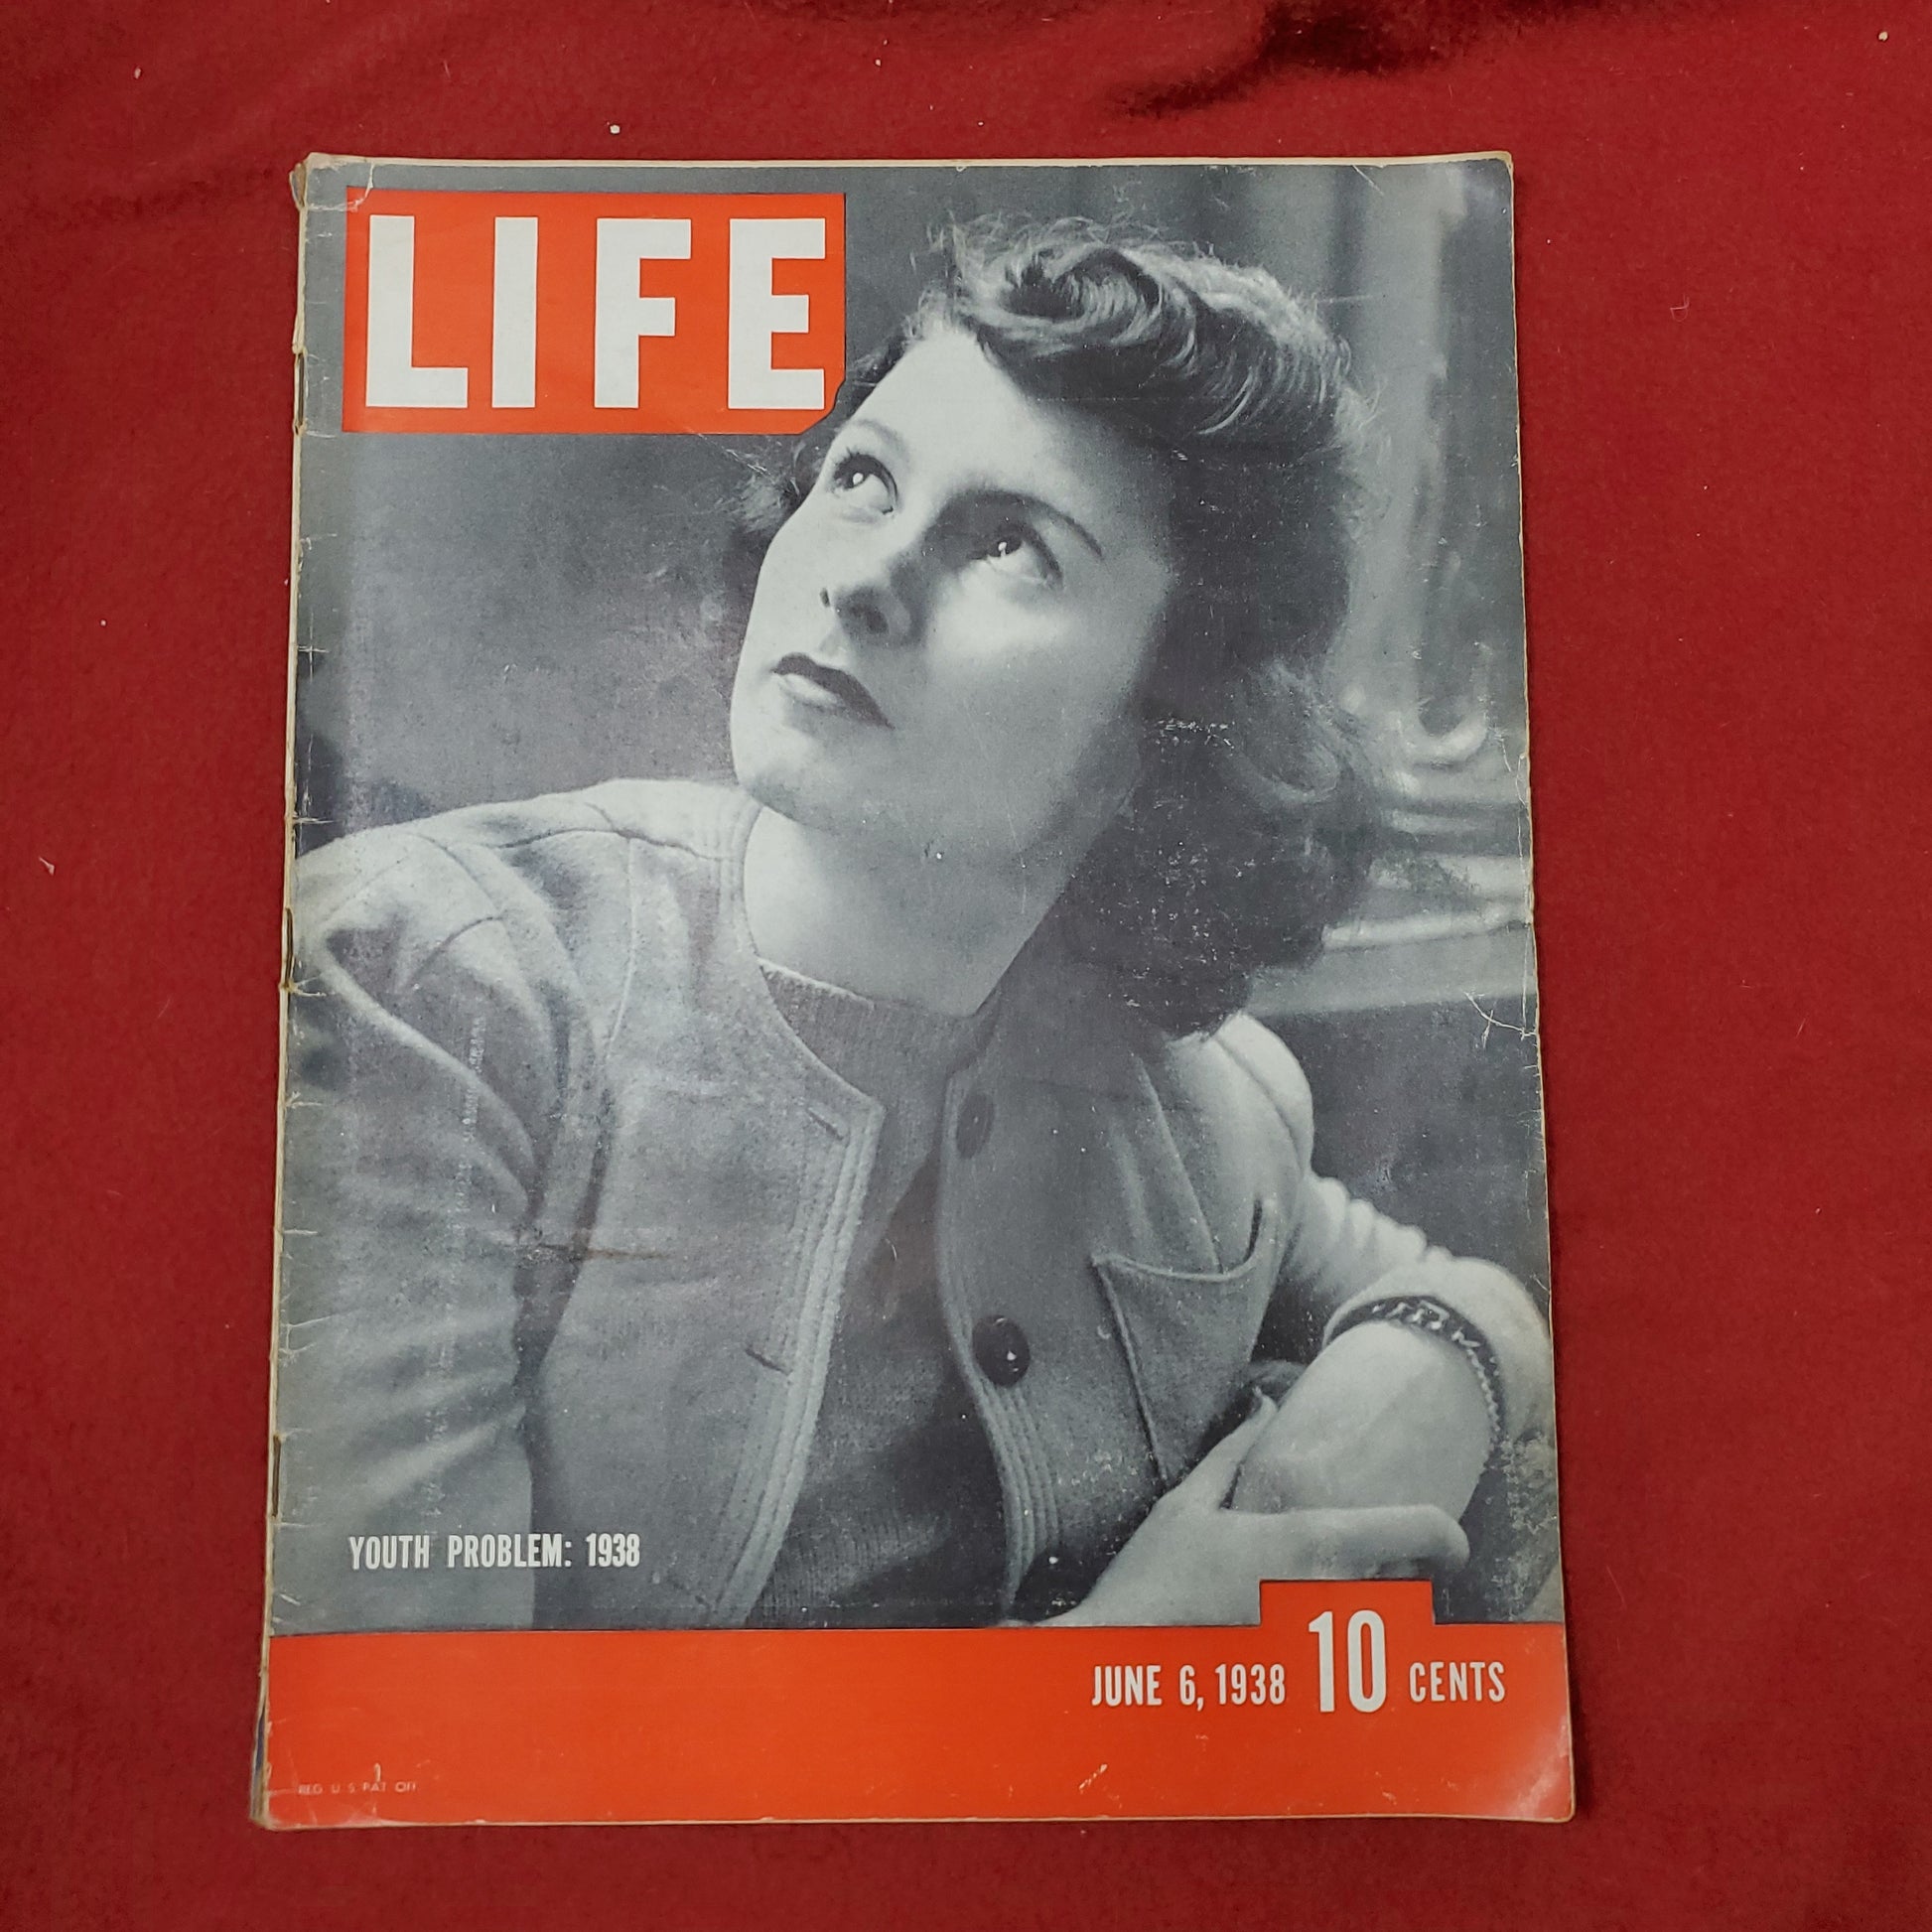 LIFE
YOUTH PROBLEM: 1938
JUNE 6, 1938 10 CENTS
REG. U. S. PAT. OFF.